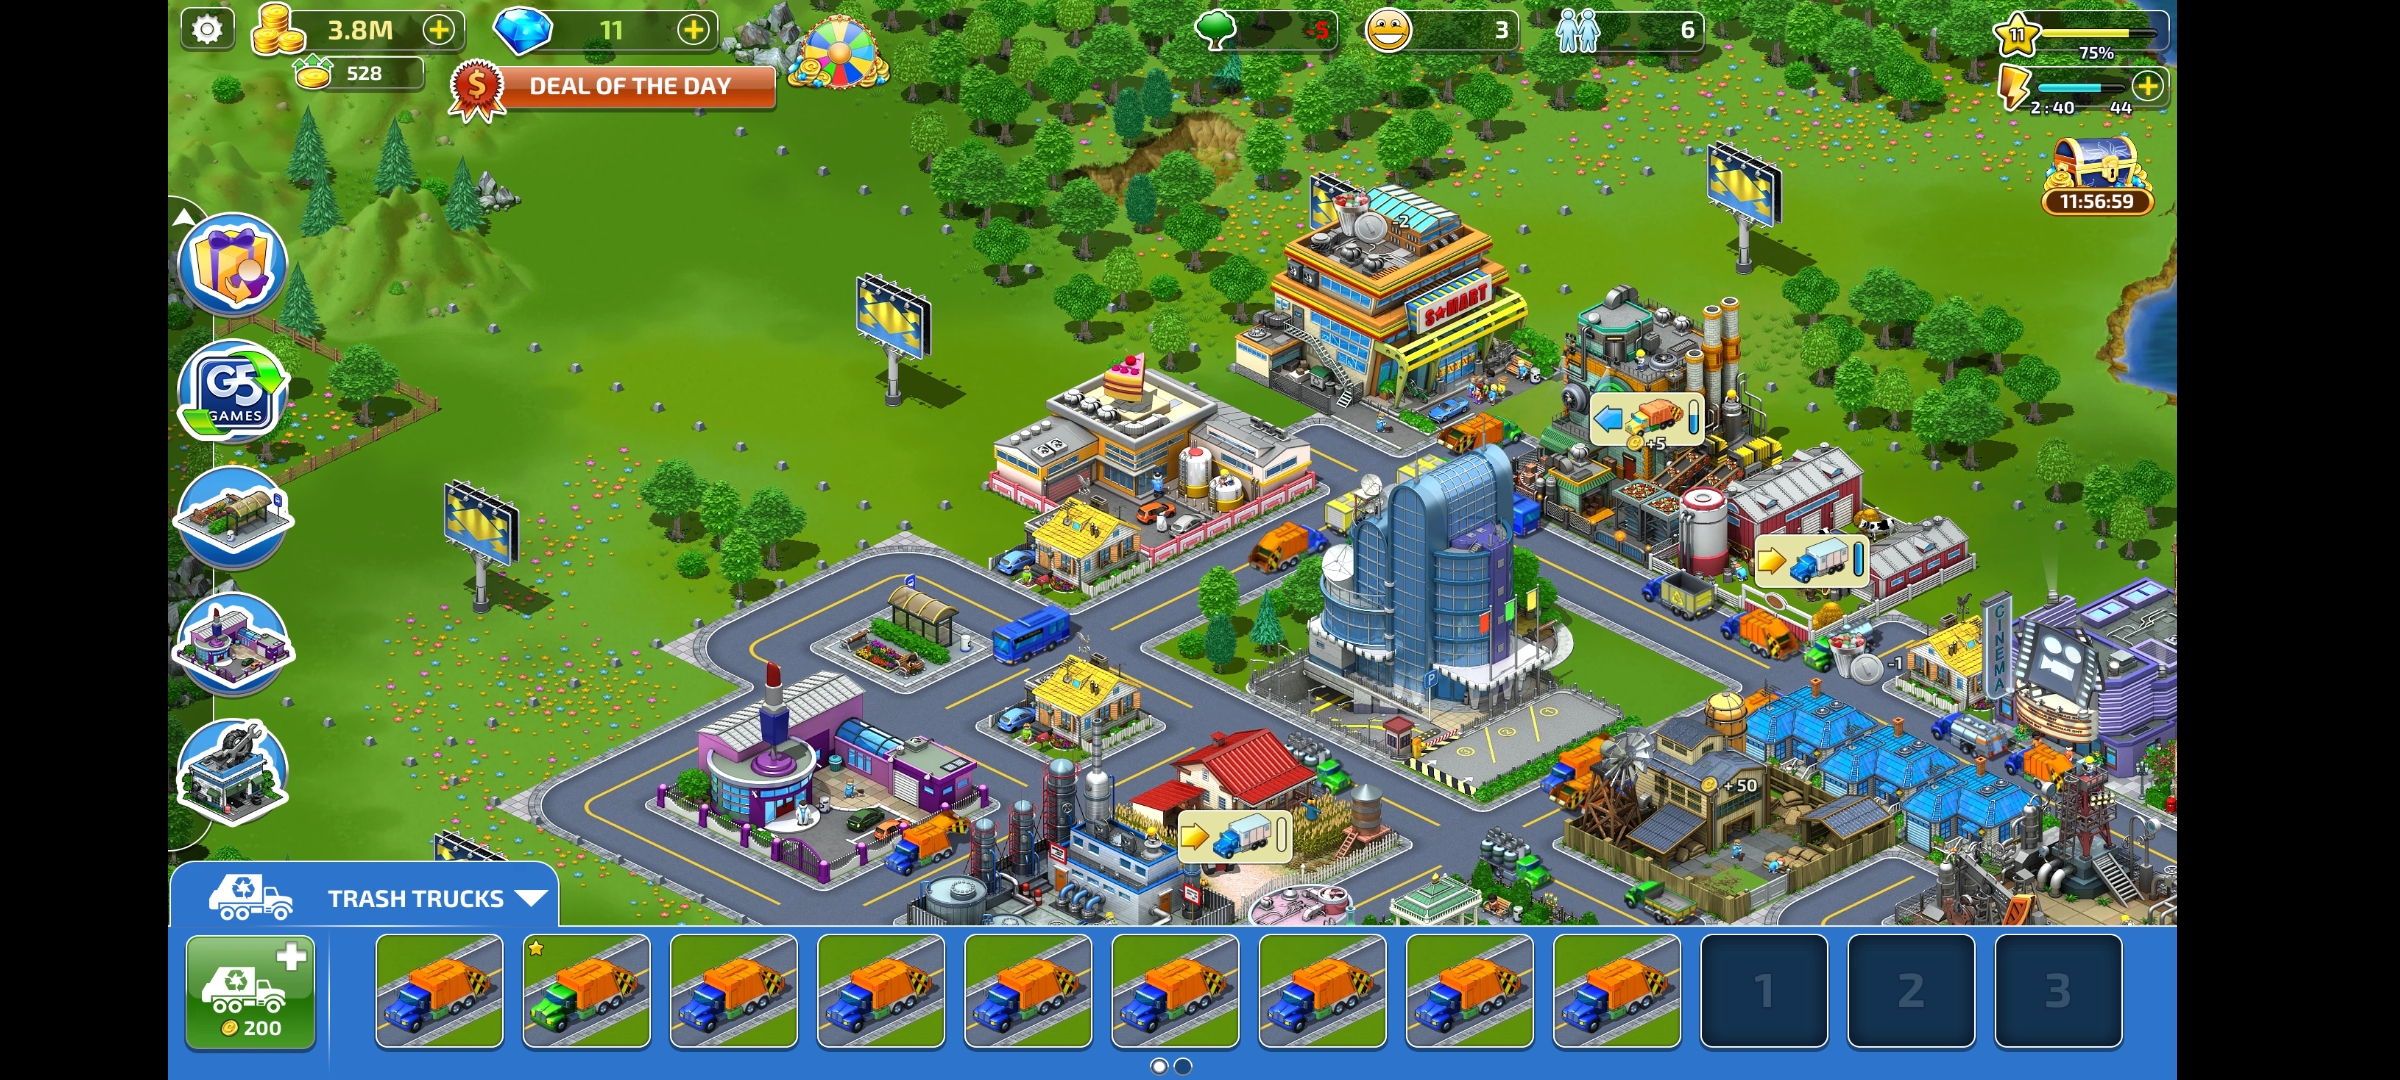 3.8M
11
-5
3
6
11
75%
528
DEAL OF THE DAY
2:40
44
11:56:59
-2
S★MART
G5
GAMES
+5
CINEMA
-1
P
+50
TRASH TRUCKS
200
1
2
3